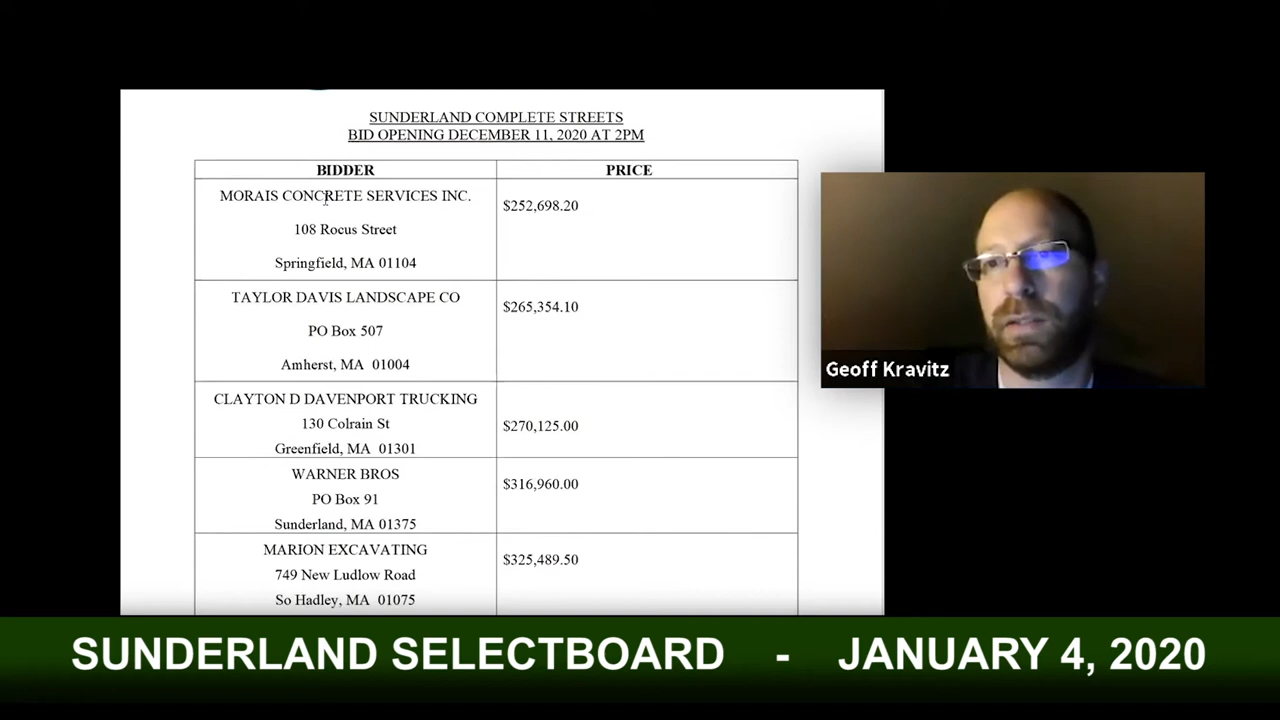 SUNDERLAND COMPLETE STREETS
BID OPENING DECEMBER 11, 2020 AT 2PM
BIDDER PRICE
MORAIS CONCRETE SERVICES INC. $252,698.20
108 Rocus Street
Springfield, MA 01104
TAYLOR DAVIS LANDSCAPE CO $265,354.10
PO Box 507
Amherst, MA 01004
CLAYTON D DAVENPORT TRUCKING
130 Colrain St $270,125.00
Greenfield, MA 01301
WARNER BROS $316,960.00
PO Box 91
Sunderland, MA 01375
MARION EXCAVATING $325,489.50
749 New Ludlow Road
So Hadley, MA 01075
Geoff Kravitz
SUNDERLAND SELECTBOARD - JANUARY 4, 2020